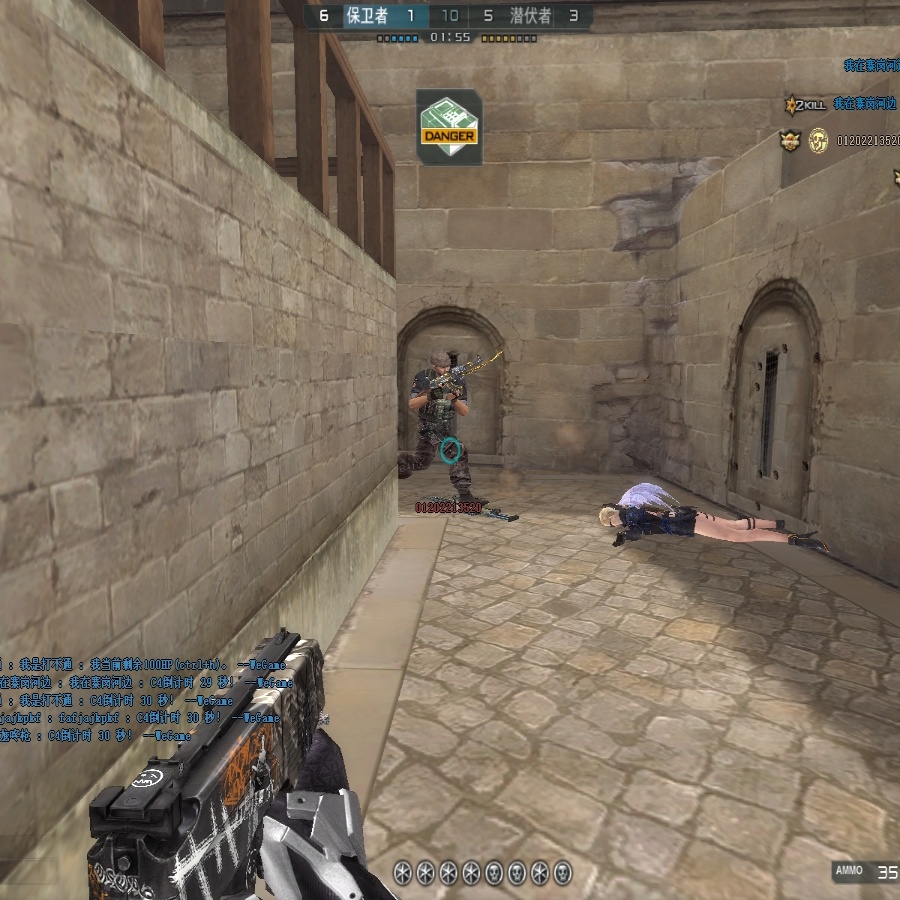 6 保卫者 1 10 5 潜伏者 3
01:55
DANGER
我在寨岗河边
2KILL 我在寨岗河边
01202213520
01202213520
: 我是打不通 : 我当前剩余100HP(ctrl+h)。 --WeGame
在寨岗河边 : 我在寨岗河边 : C4倒计时 29 秒! --WeGame
: 我是打不通 : C4倒计时 30 秒! --WeGame
jajkpkf : fafjajkpkf : C4倒计时 30 秒! --WeGame
: C4倒计时 30 秒! --WeGame
AMMO 35